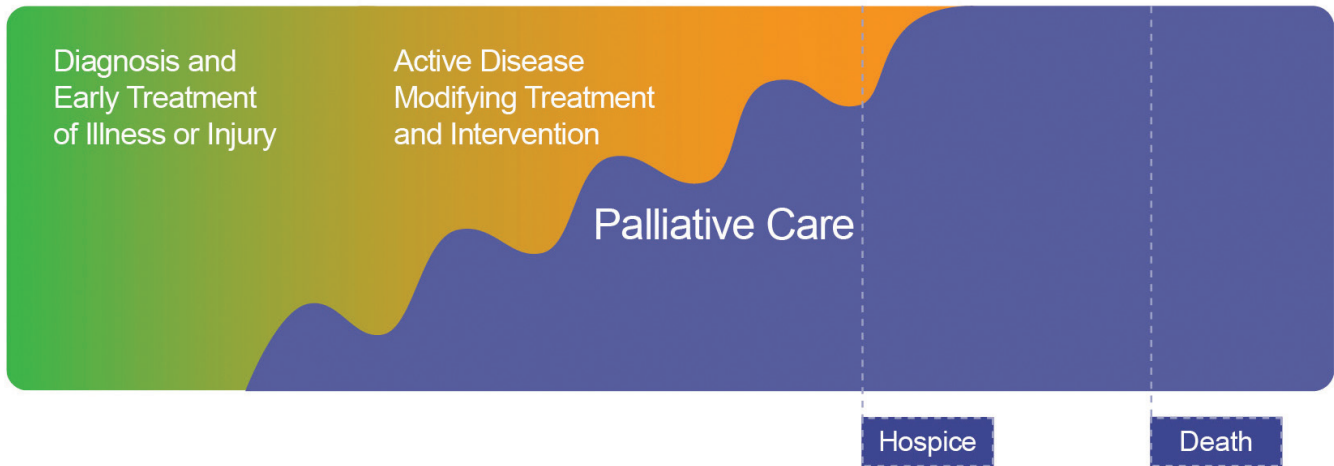 Diagnosis and
Early Treatment
of Illness or Injury
Active Disease
Modifying Treatment
and Intervention
Palliative Care
Hospice
Death